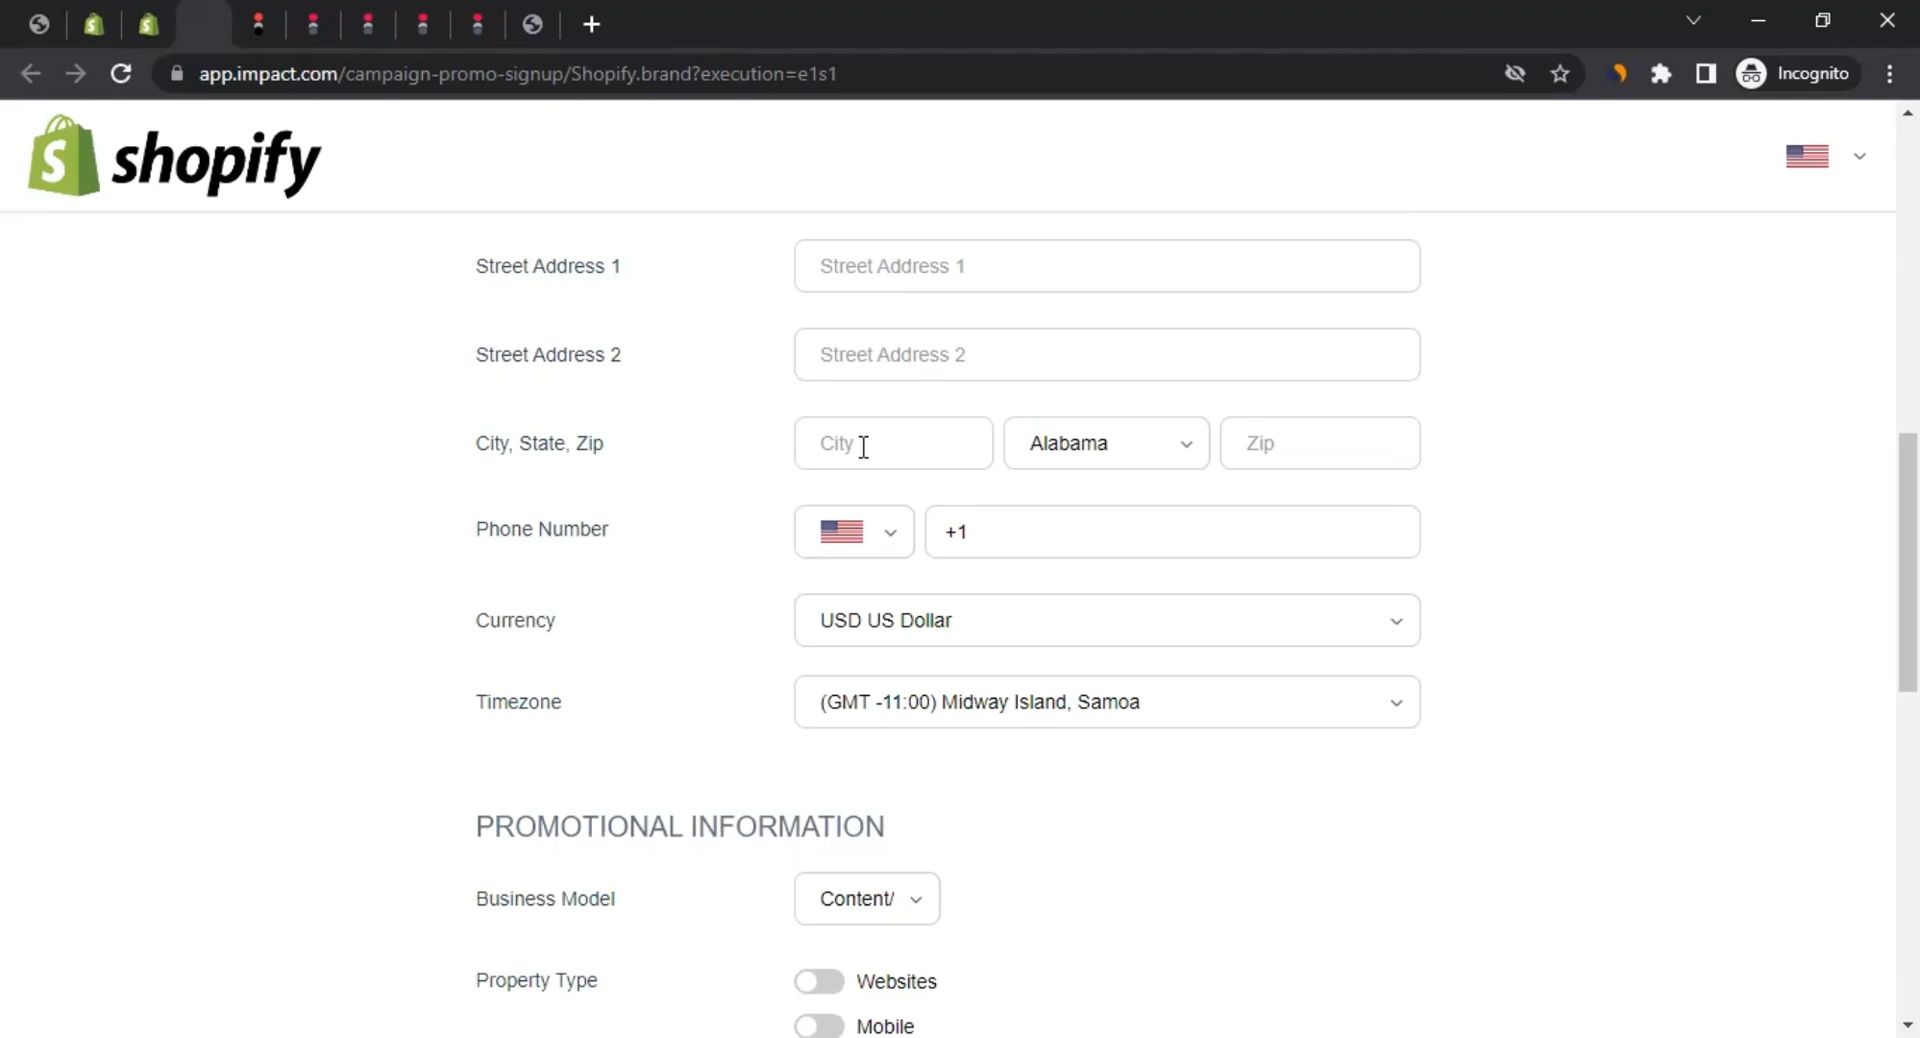 app.impact.com/campaign-promo-signup/Shopify.brand?execution=e1s1
Incognito
shopify
Street Address 1
Street Address 1
Street Address 2
Street Address 2
City, State, Zip
City
Alabama
Zip
Phone Number
+1
Currency
USD US Dollar
Timezone
(GMT -11:00) Midway Island, Samoa
PROMOTIONAL INFORMATION
Business Model
Content/
Property Type
Websites
Mobile